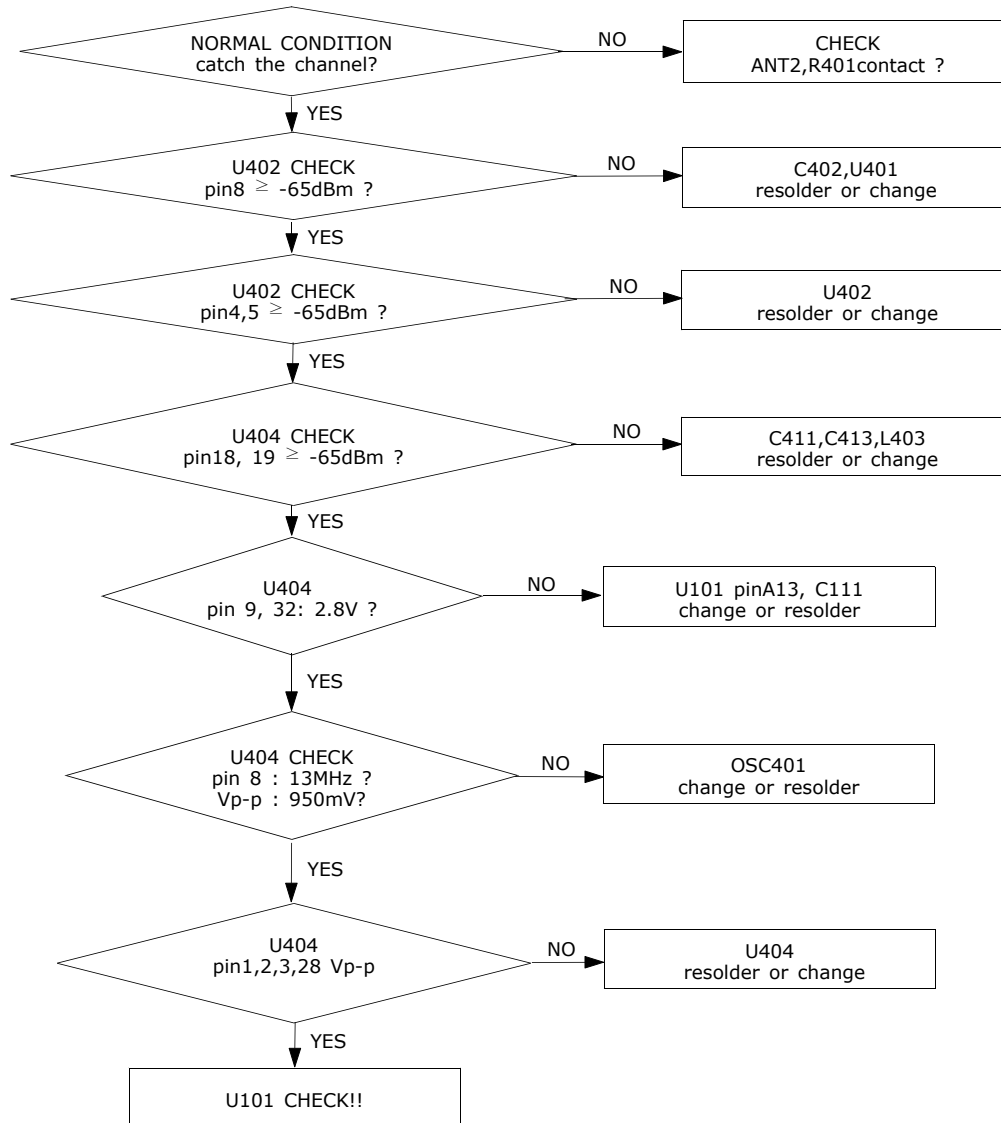 NORMAL CONDITION
catch the channel?
NO
CHECK
ANT2,R401contact ?
YES
U402 CHECK
pin8 ≥ -65dBm ?
NO
C402,U401
resolder or change
YES
U402 CHECK
pin4,5 ≥ -65dBm ?
NO
U402
resolder or change
YES
U404 CHECK
pin18, 19 ≥ -65dBm ?
NO
C411,C413,L403
resolder or change
YES
U404
pin 9, 32: 2.8V ?
NO
U101 pinA13, C111
change or resolder
YES
U404 CHECK
pin 8 : 13MHz ?
Vp-p : 950mV?
NO
OSC401
change or resolder
YES
U404
pin1,2,3,28 Vp-p
NO
U404
resolder or change
YES
U101 CHECK!!